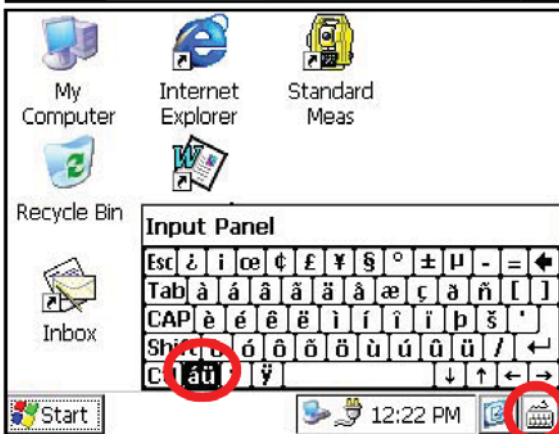 My
Computer
Internet
Explorer
Standard
Meas
Recycle Bin
Inbox
Input Panel
Esc ¿ ¡ œ ¢ £ ¥ § ° ± µ - =
Tab à á â ã ä å æ ç ð ñ [ ]
CAP è é ê ë ì í î ï þ š '
Shift ó ô õ ö ù ú û ü /
áü ÿ ↓ ↑ ← →
Start
12:22 PM